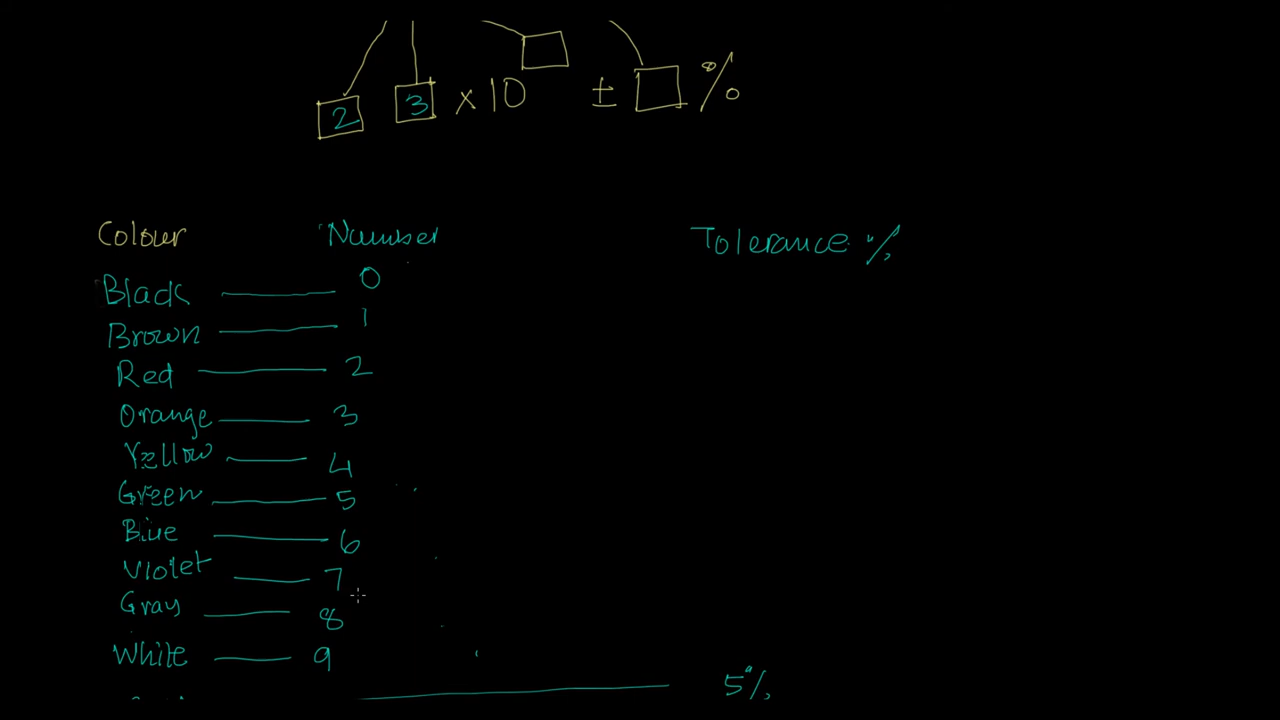 2 3 x10 ± %
Colour Number Tolerance %
Black 0
Brown 1
Red 2
Orange 3
Yellow 4
Green 5
Blue 6
Violet 7
Gray 8
White 9
5%